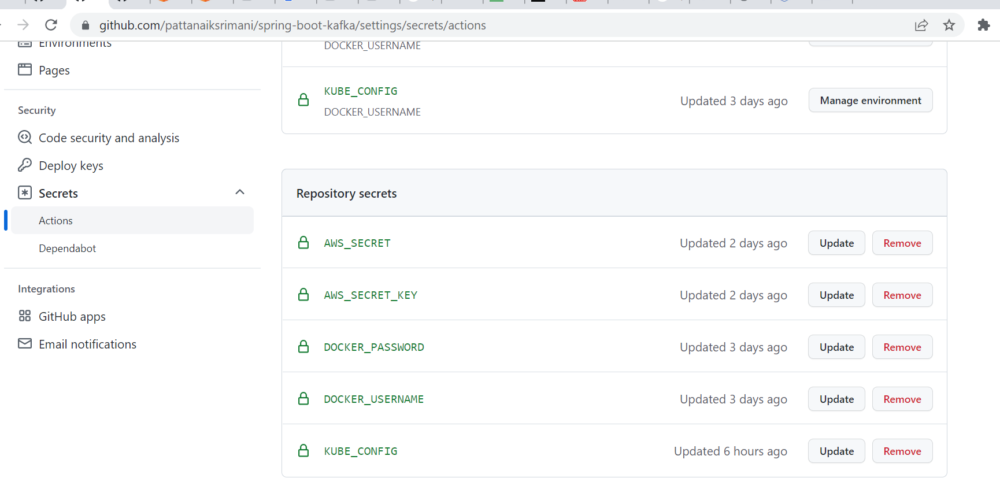 github.com/pattanaiksrimani/spring-boot-kafka/settings/secrets/actions
Environments
Pages
Security
Code security and analysis
Deploy keys
Secrets
Actions
Dependabot
Integrations
GitHub apps
Email notifications
DOCKER_USERNAME
KUBE_CONFIG
DOCKER_USERNAME
Updated 3 days ago
Manage environment
Repository secrets
AWS_SECRET Updated 2 days ago Update Remove
AWS_SECRET_KEY Updated 2 days ago Update Remove
DOCKER_PASSWORD Updated 3 days ago Update Remove
DOCKER_USERNAME Updated 3 days ago Update Remove
KUBE_CONFIG Updated 6 hours ago Update Remove